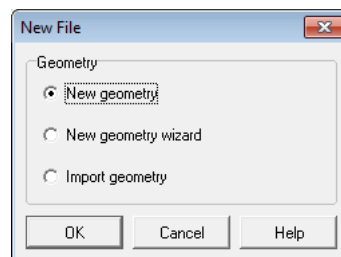 New File
Geometry
New geometry
New geometry wizard
Import geometry
OK Cancel Help